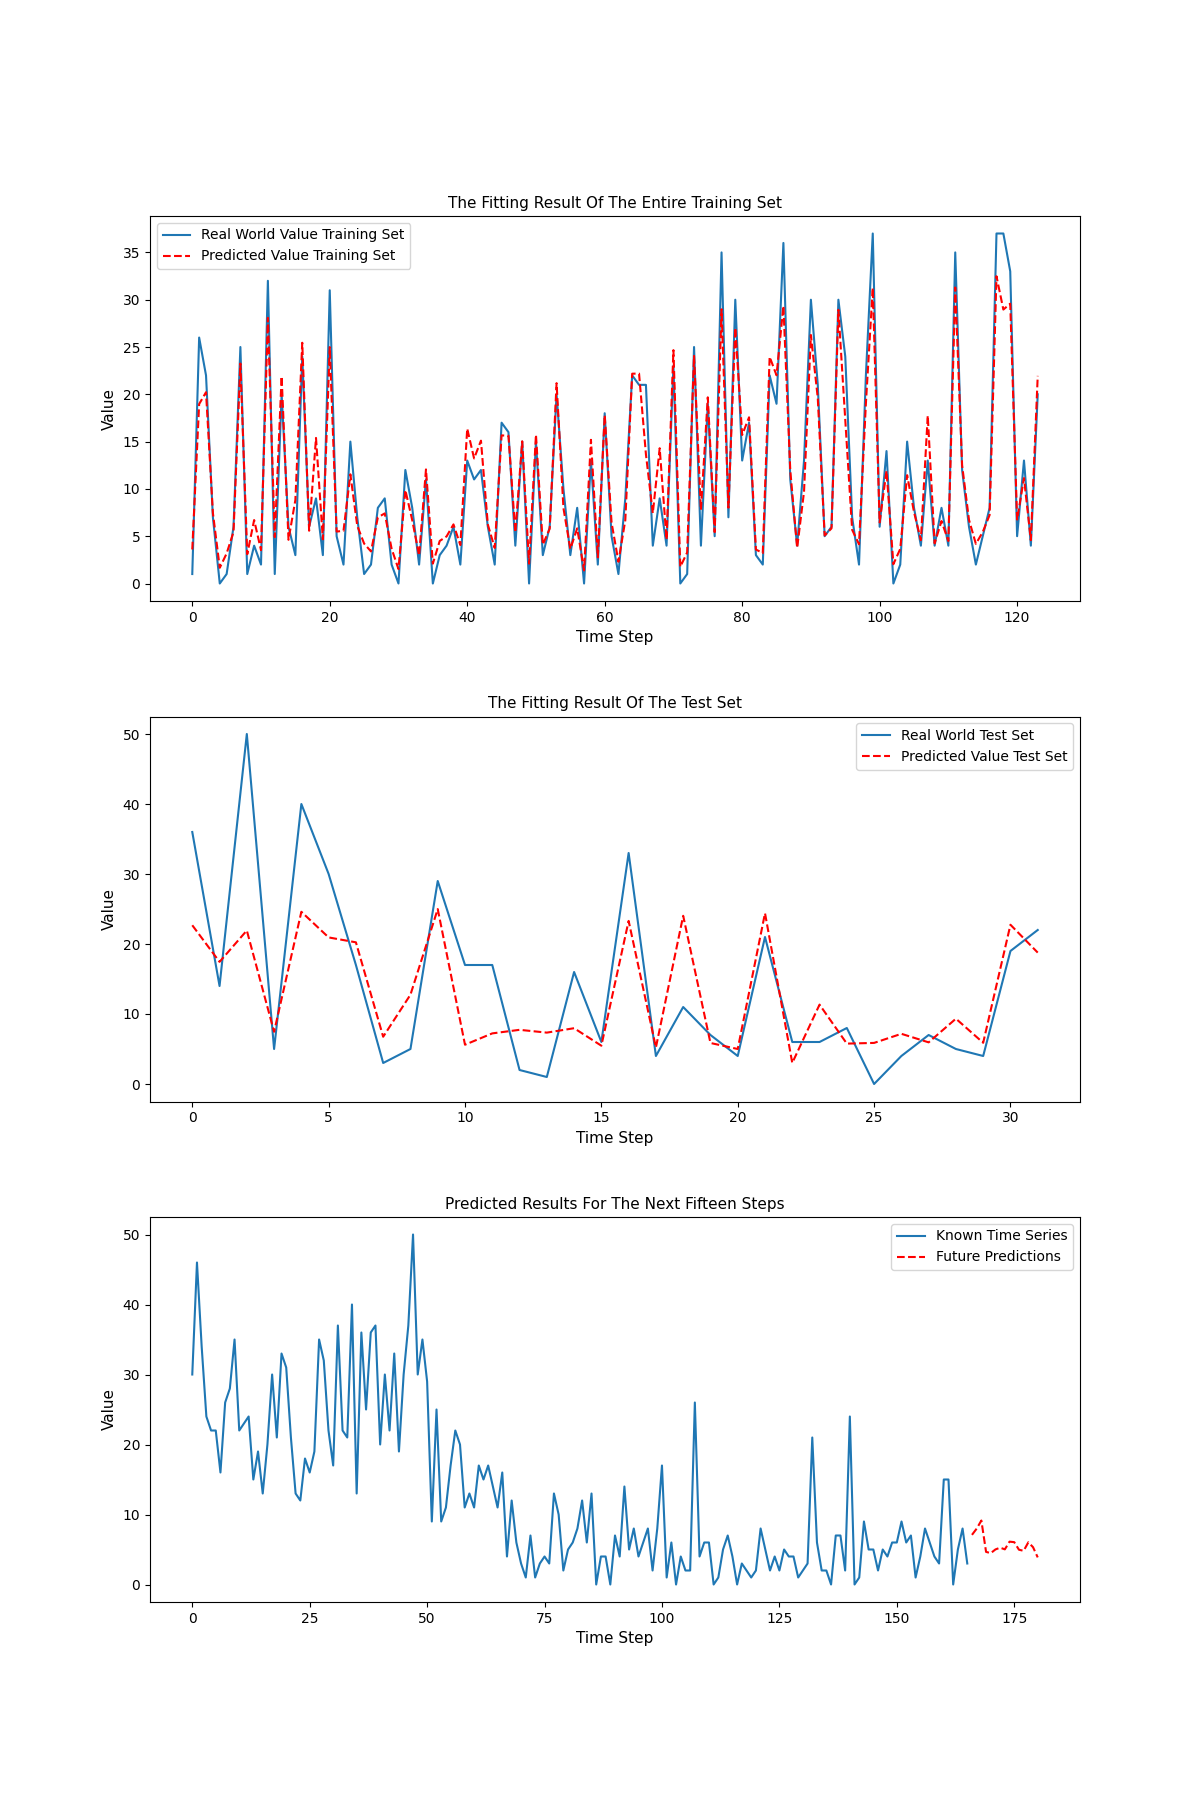 The Fitting Result Of The Entire Training Set
Real World Value Training Set
Predicted Value Training Set
Value
35
30
25
20
15
10
5
0
0 20 40 60 80 100 120
Time Step
The Fitting Result Of The Test Set
Real World Test Set
Predicted Value Test Set
Value
50
40
30
20
10
0
0 5 10 15 20 25 30
Time Step
Predicted Results For The Next Fifteen Steps
Known Time Series
Future Predictions
Value
50
40
30
20
10
0
0 25 50 75 100 125 150 175
Time Step